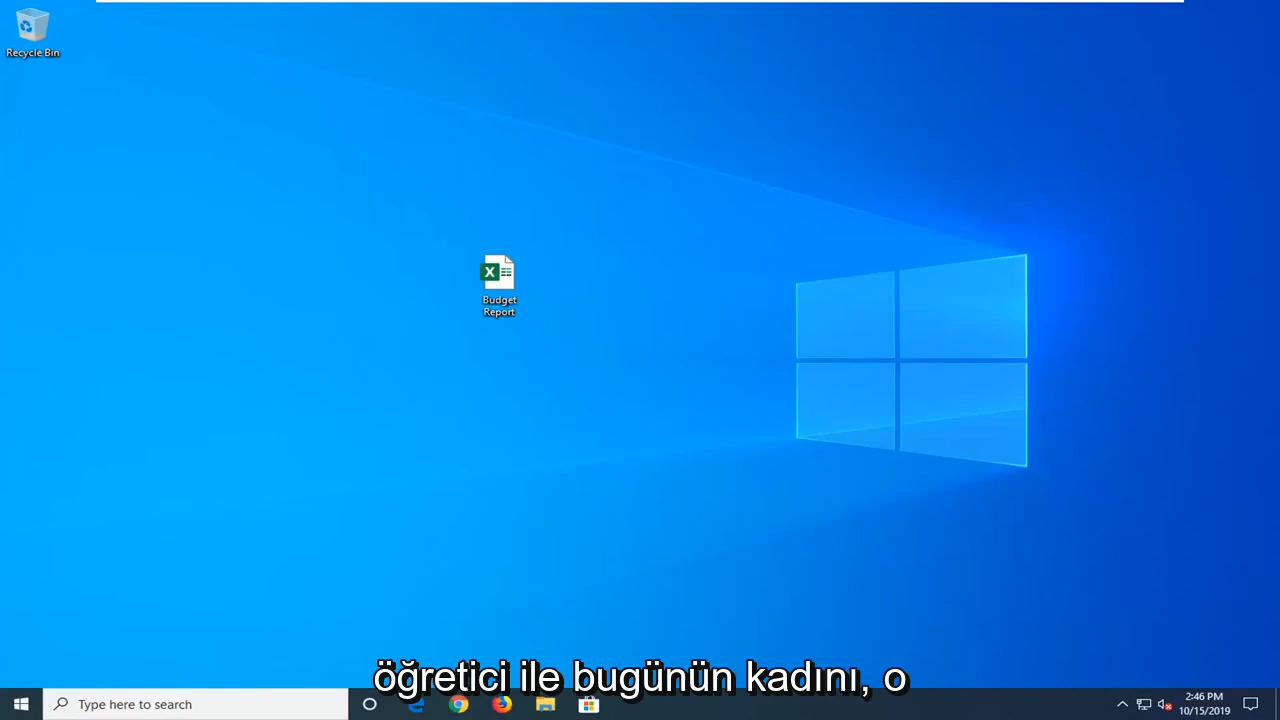 Recycle Bin
X
Budget
Report
öğretici ile bugünün kadını, o
Type here to search
2:46 PM
10/15/2019